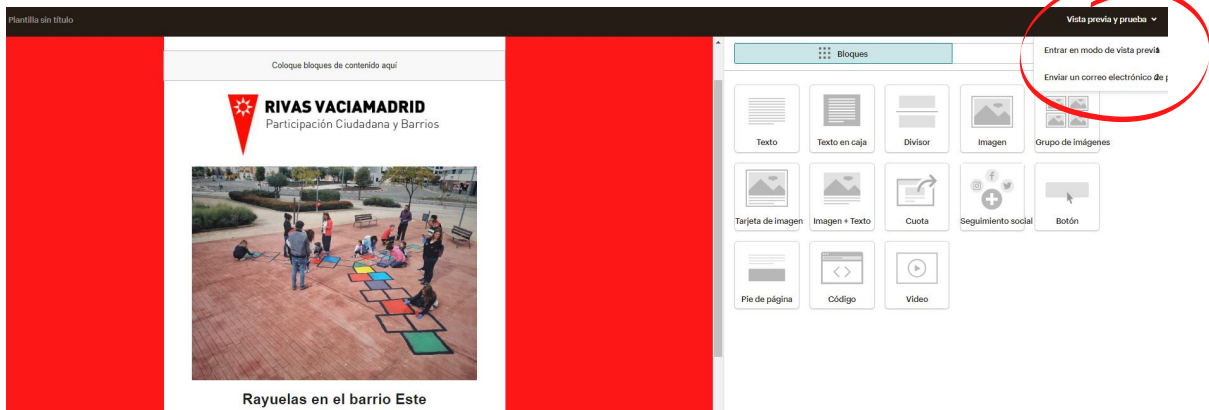 Plantilla sin título
Vista previa y prueba
Entrar en modo de vista previa
Enviar un correo electrónico de p
Coloque bloques de contenido aquí
RIVAS VACIAMADRID
Participación Ciudadana y Barrios
Rayuelas en el barrio Este
Bloques
Texto
Texto en caja
Divisor
Imagen
Grupo de imágenes
Tarjeta de imagen
Imagen + Texto
Cuota
Seguimiento social
Botón
Pie de página
Código
Video